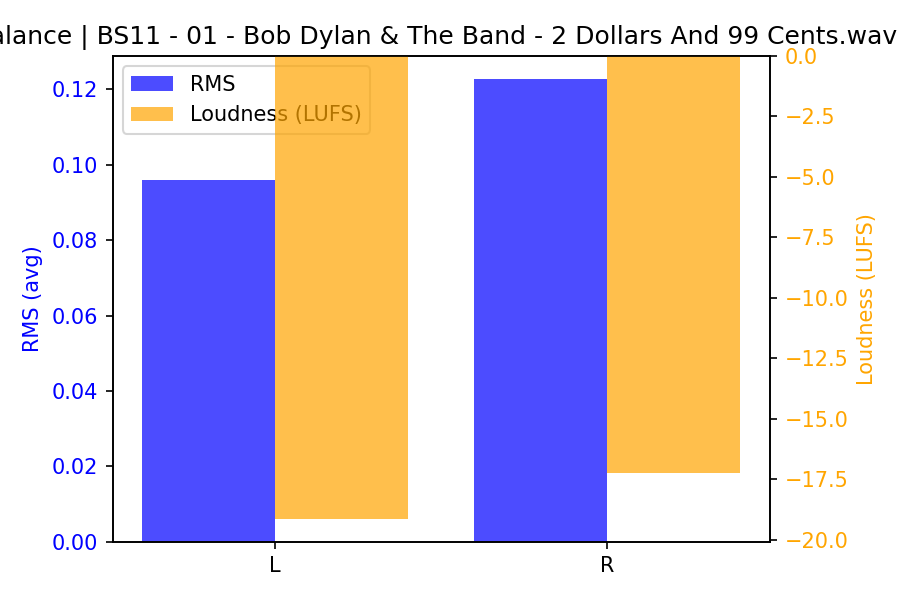 alance | BS11 - 01 - Bob Dylan & The Band - 2 Dollars And 99 Cents.wav
RMS
Loudness (LUFS)
RMS (avg)
0.12
0.10
0.08
0.06
0.04
0.02
0.00
L
R
0.0
−2.5
−5.0
−7.5
−10.0
−12.5
−15.0
−17.5
−20.0
Loudness (LUFS)